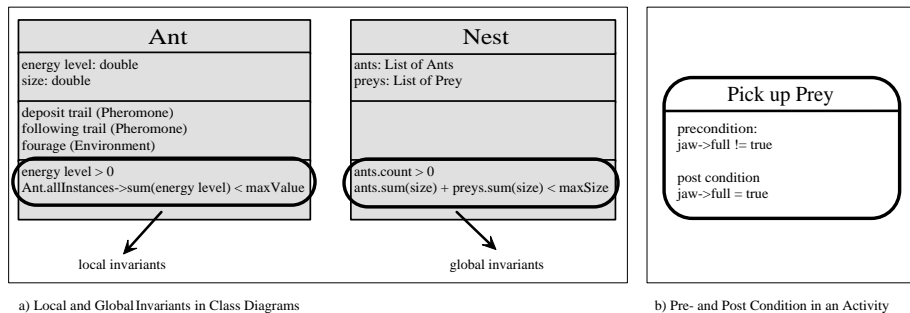 Ant
energy level: double
size: double
deposit trail (Pheromone)
following trail (Pheromone)
fourage (Environment)
energy level > 0
Ant.allInstances->sum(energy level) < maxValue
local invariants
Nest
ants: List of Ants
preys: List of Prey
ants.count > 0
ants.sum(size) + preys.sum(size) < maxSize
global invariants
Pick up Prey
precondition:
jaw->full != true
post condition
jaw->full = true
a) Local and Global Invariants in Class Diagrams
b) Pre- and Post Condition in an Activity